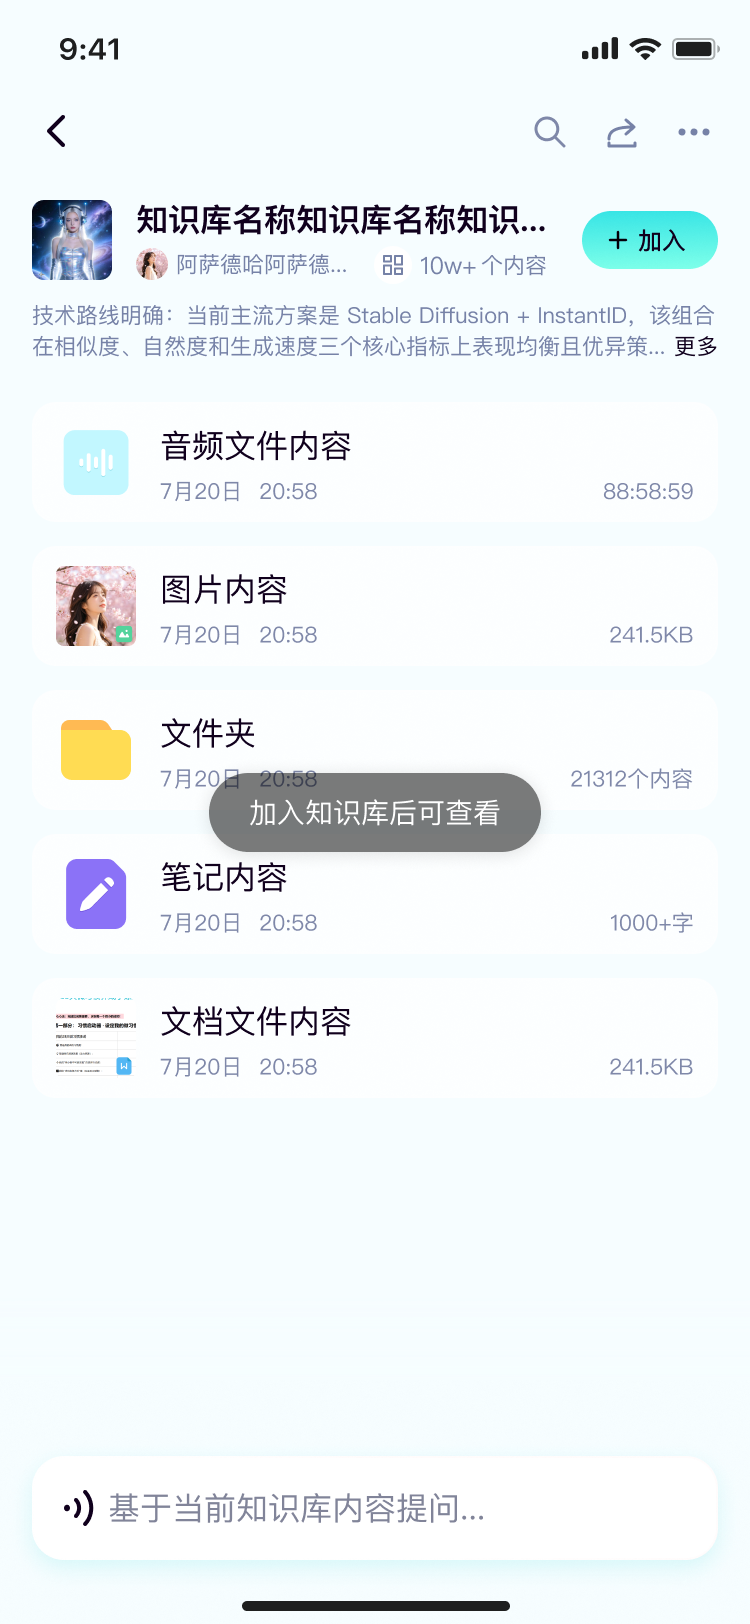 9:41
知识库名称知识库名称知识...
阿萨德哈阿萨德...
10w+ 个内容
+ 加入
技术路线明确：当前主流方案是 Stable Diffusion + InstantID，该组合
在相似度、自然度和生成速度三个核心指标上表现均衡且优异策... 更多
音频文件内容
7月20日 20:58
88:58:59
图片内容
7月20日 20:58
241.5KB
文件夹
7月20日 20:58
21312个内容
加入知识库后可查看
笔记内容
7月20日 20:58
1000+字
文档文件内容
7月20日 20:58
241.5KB
基于当前知识库内容提问...